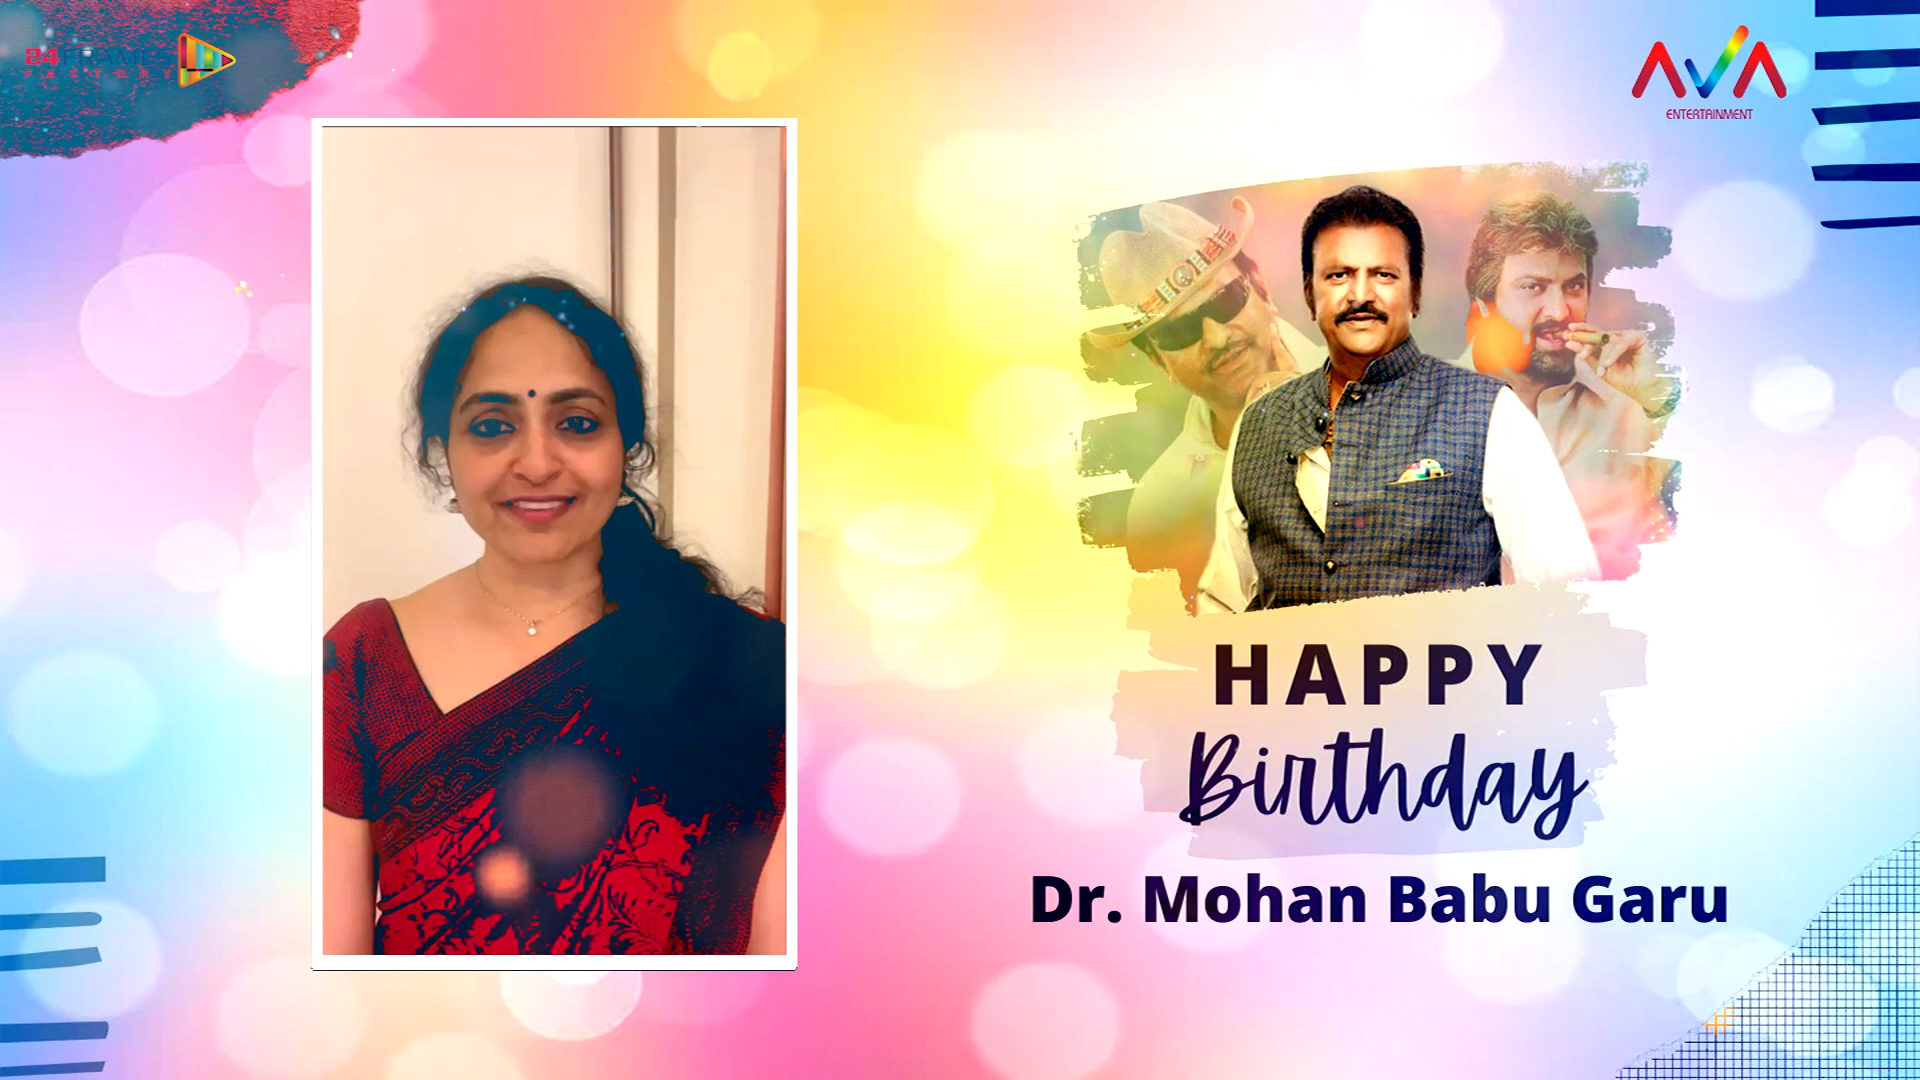 24 FRAMES
FACTORY
AVA
ENTERTAINMENT
HAPPY
Birthday
Dr. Mohan Babu Garu